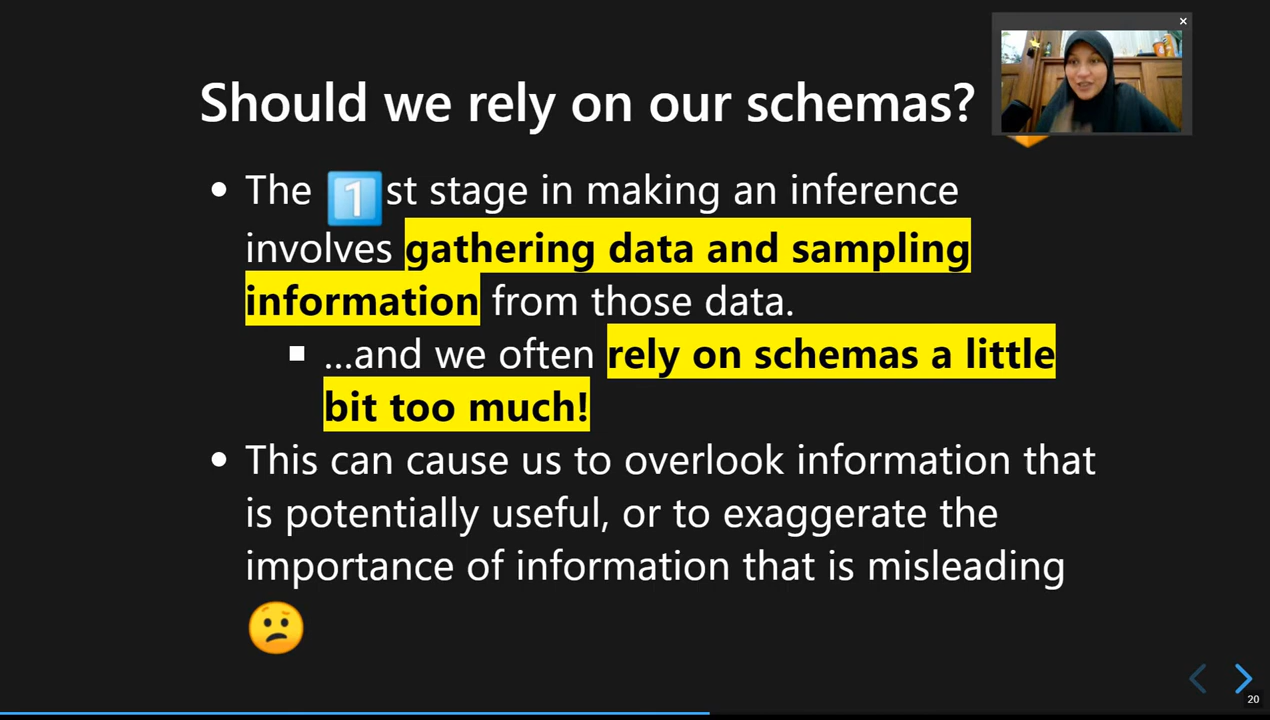 Should we rely on our schemas?
The 1st stage in making an inference
involves gathering data and sampling
information from those data.
...and we often rely on schemas a little
bit too much!
This can cause us to overlook information that
is potentially useful, or to exaggerate the
importance of information that is misleading
20